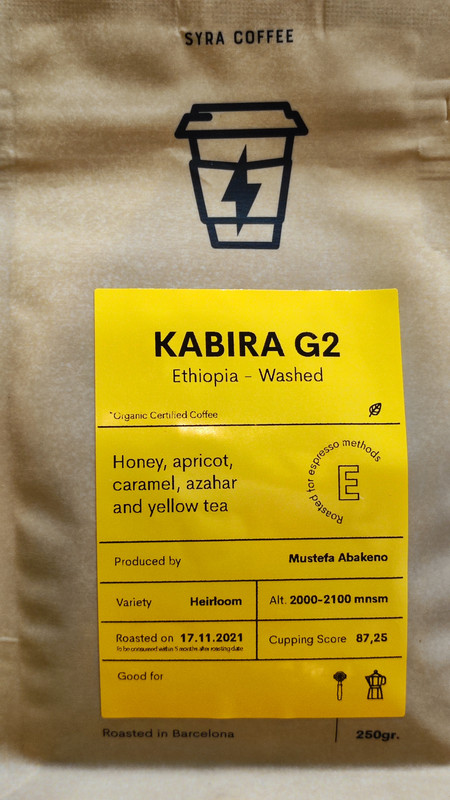 SYRA COFFEE
KABIRA G2
Ethiopia - Washed
*Organic Certified Coffee
Honey, apricot,
caramel, azahar
and yellow tea
Roasted for espresso methods
E
Produced by Mustefa Abakeno
Variety Heirloom
Alt. 2000-2100 mnsm
Roasted on 17.11.2021
To be consumed within 5 months after roasting date
Cupping Score 87,25
Good for
Roasted in Barcelona
250gr.